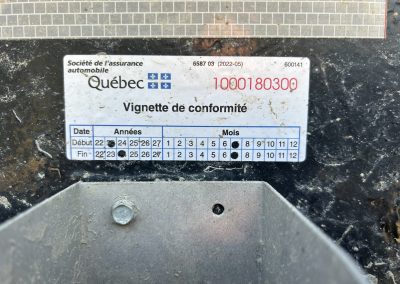 Société de l'assurance
automobile
6587 03 (2022-05)
600141
Québec
1000180300
Vignette de conformité
Date Années Mois
Début 22 24 25 26 27 1 2 3 4 5 6 8 9 10 11 12
Fin 22 23 25 26 27 1 2 3 4 5 6 8 9 10 11 12